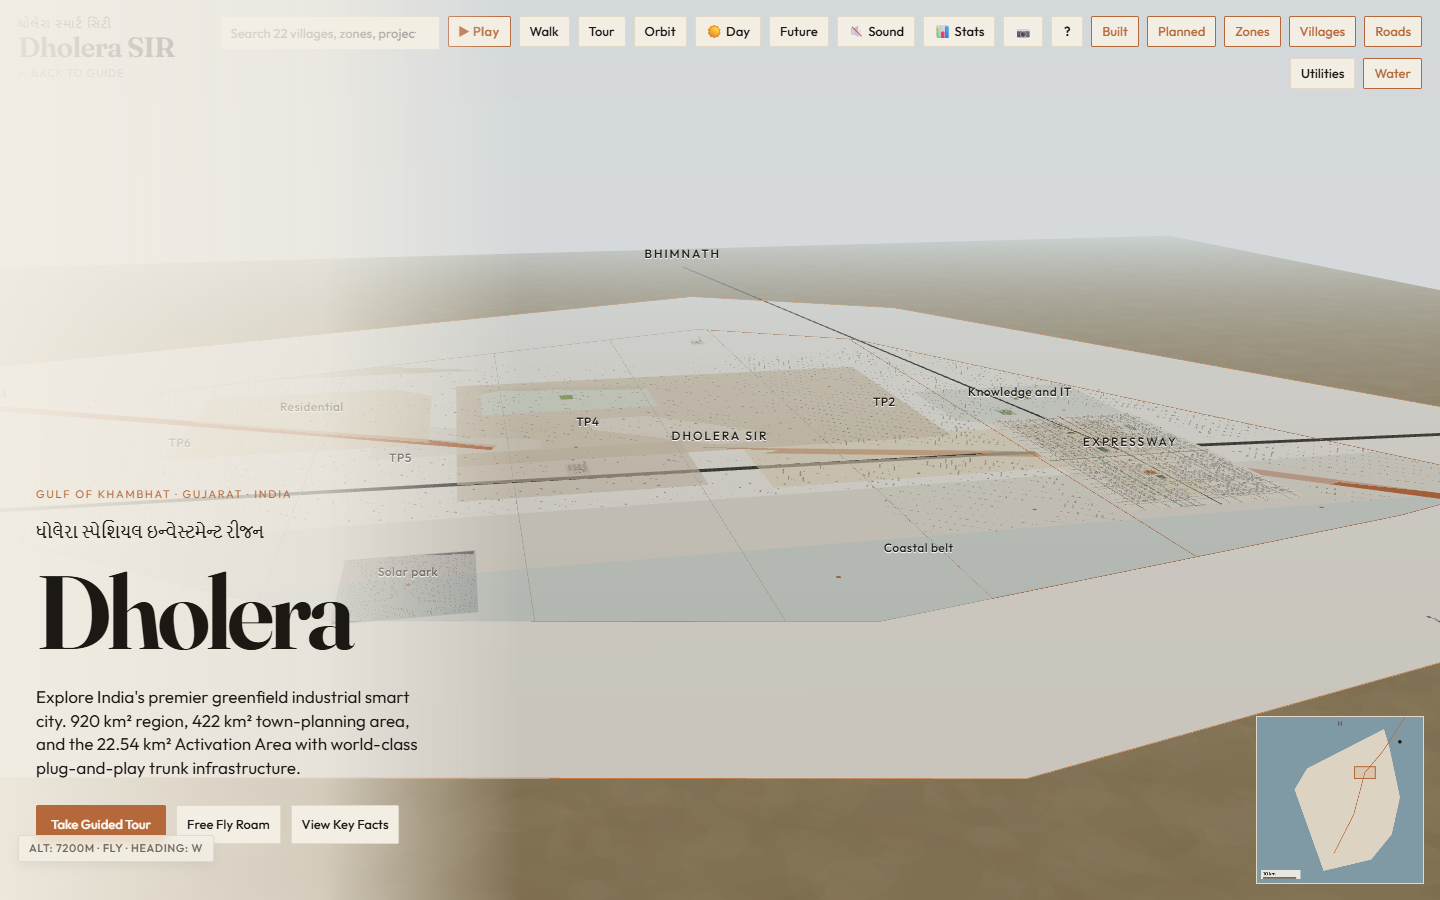 ધોલેરા સ્માર્ટ સિટી
Dholera SIR
← BACK TO GUIDE
Search 22 villages, zones, projec
▶ Play
Walk
Tour
Orbit
Day
Future
Sound
Stats
?
Built
Planned
Zones
Villages
Roads
Utilities
Water
BHIMNATH
Residential
Knowledge and IT
TP2
TP4
DHOLERA SIR
EXPRESSWAY
TP6
TP5
Coastal belt
Solar park
GULF OF KHAMBHAT · GUJARAT · INDIA
ધોલેરા સ્પેશિયલ ઇન્વેસ્ટમેન્ટ રીજન
Dholera
Explore India's premier greenfield industrial smart
city. 920 km² region, 422 km² town-planning area,
and the 22.54 km² Activation Area with world-class
plug-and-play trunk infrastructure.
Take Guided Tour
Free Fly Roam
View Key Facts
ALT: 7200M · FLY · HEADING: W
N
10 km